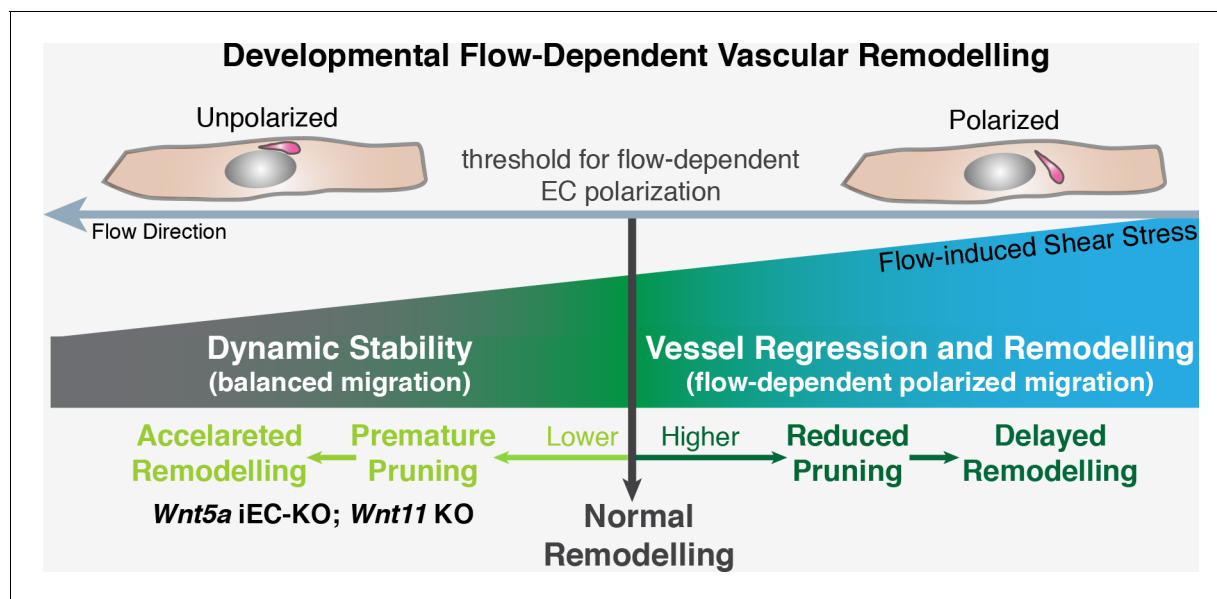 Developmental Flow-Dependent Vascular Remodelling
Unpolarized
Polarized
threshold for flow-dependent
EC polarization
Flow Direction
Flow-induced Shear Stress
Dynamic Stability
(balanced migration)
Vessel Regression and Remodelling
(flow-dependent polarized migration)
Accelareted
Remodelling
Premature
Pruning
Lower
Higher
Reduced
Pruning
Delayed
Remodelling
Wnt5a iEC-KO; Wnt11 KO
Normal
Remodelling